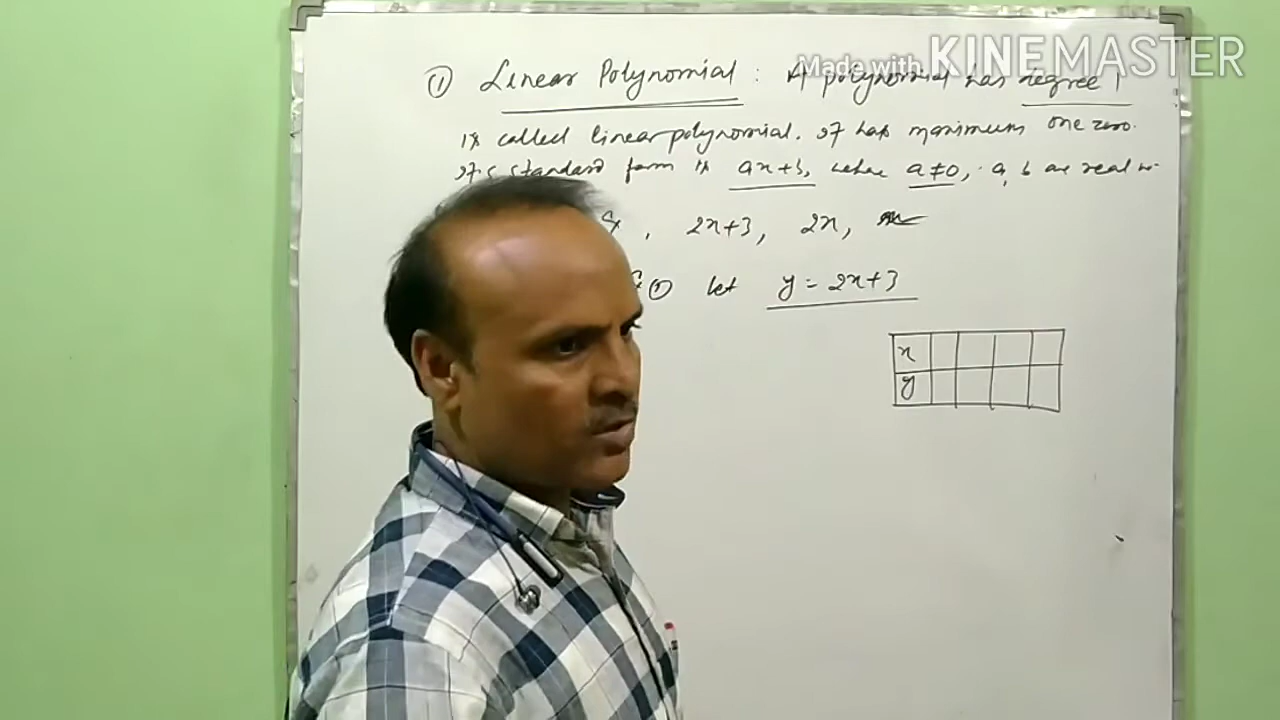 Made with KINEMASTER
① Linear Polynomial : A polynomial has degree 1
is called linear polynomial. It has maximum one zero.
It's standard form is ax+b, where a≠0, a, b are real
2x+3, 2x,
① let y = 2x+3
x
y